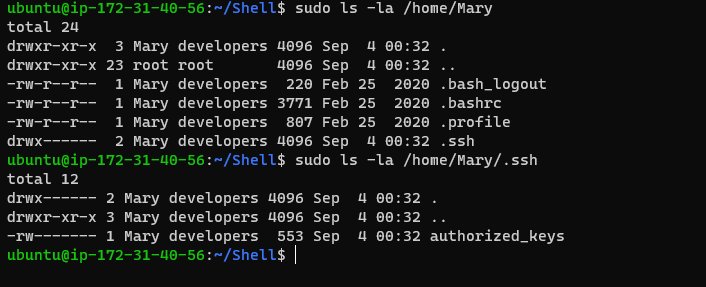 ubuntu@ip-172-31-40-56:~/Shell$ sudo ls -la /home/Mary
total 24
drwxr-xr-x  3 Mary developers 4096 Sep  4 00:32 .
drwxr-xr-x 23 root root       4096 Sep  4 00:32 ..
-rw-r--r--  1 Mary developers  220 Feb 25  2020 .bash_logout
-rw-r--r--  1 Mary developers 3771 Feb 25  2020 .bashrc
-rw-r--r--  1 Mary developers  807 Feb 25  2020 .profile
drwx------  2 Mary developers 4096 Sep  4 00:32 .ssh
ubuntu@ip-172-31-40-56:~/Shell$ sudo ls -la /home/Mary/.ssh
total 12
drwx------ 2 Mary developers 4096 Sep  4 00:32 .
drwxr-xr-x 3 Mary developers 4096 Sep  4 00:32 ..
-rw------- 1 Mary developers  553 Sep  4 00:32 authorized_keys
ubuntu@ip-172-31-40-56:~/Shell$